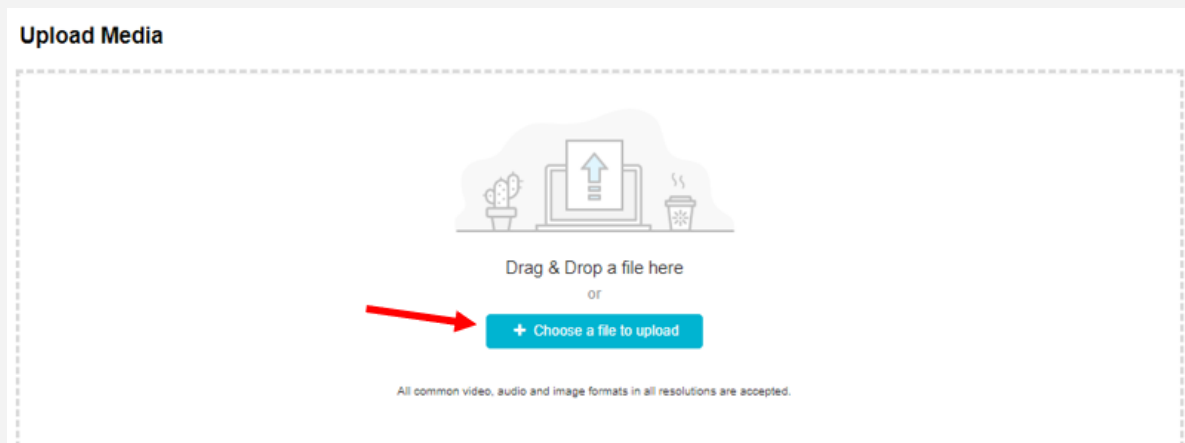 Upload Media
Drag & Drop a file here
or
+ Choose a file to upload
All common video, audio and image formats in all resolutions are accepted.